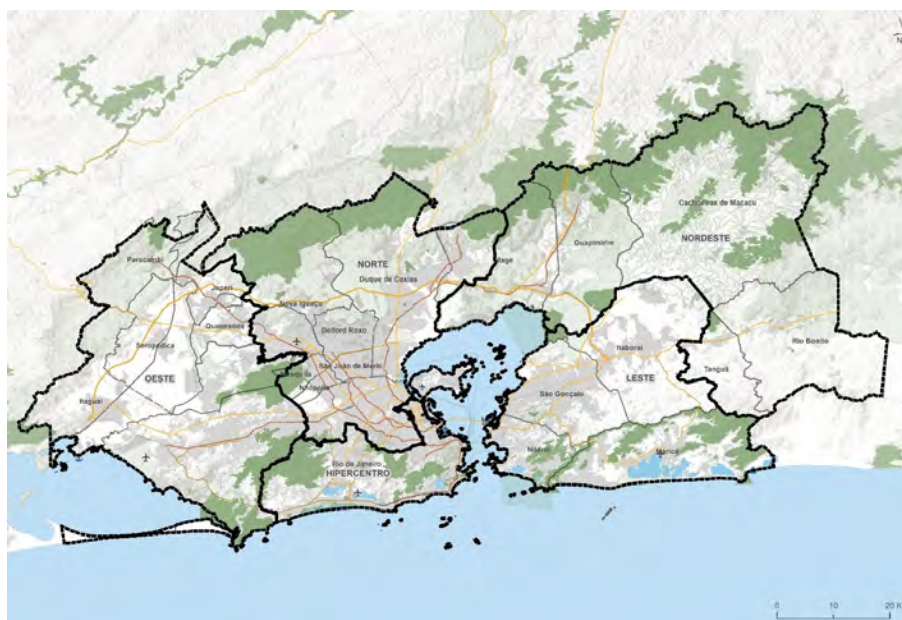 N
Cachoeiras de Macacu
Guapimirim
NORDESTE
NORTE
Magé
Paracambi
Duque de Caxias
Japeri
Nova Iguaçu
Queimados
Belford Roxo
Seropédica
Rio Bonito
Itaboraí
São João de Meriti
Tanguá
OESTE
LESTE
Nilópolis
São Gonçalo
Itaguaí
Niterói
Maricá
Rio de Janeiro
HIPERCENTRO
0 10 20 K